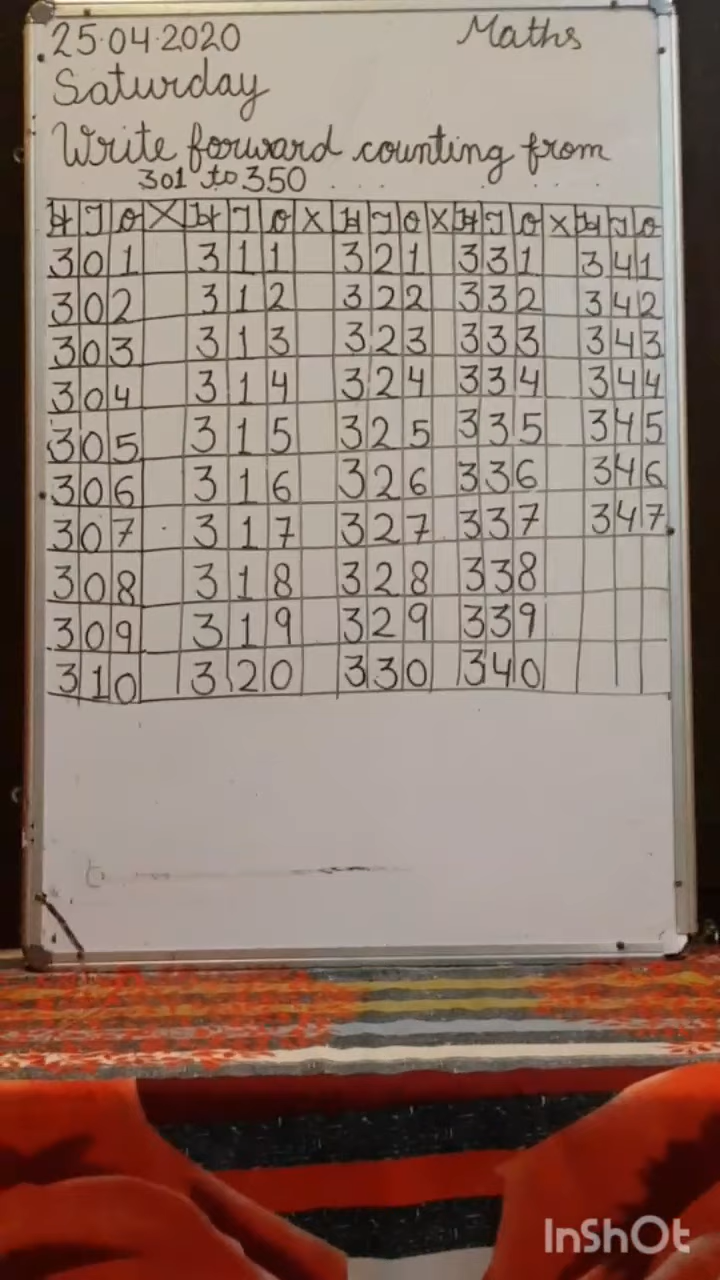 25.04.2020 Maths
Saturday
Write forward counting from
301 to 350
H T O X H T O X H T O X H T O X H T O
301 311 321 331 341
302 312 322 332 342
303 313 323 333 343
304 314 324 334 344
305 315 325 335 345
306 316 326 336 346
307 317 327 337 347
308 318 328 338
309 319 329 339
310 320 330 340
InShOt